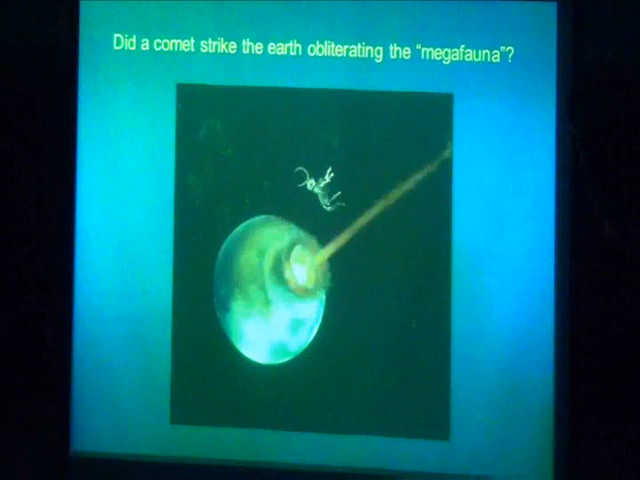 Did a comet strike the earth obliterating the “megafauna”?